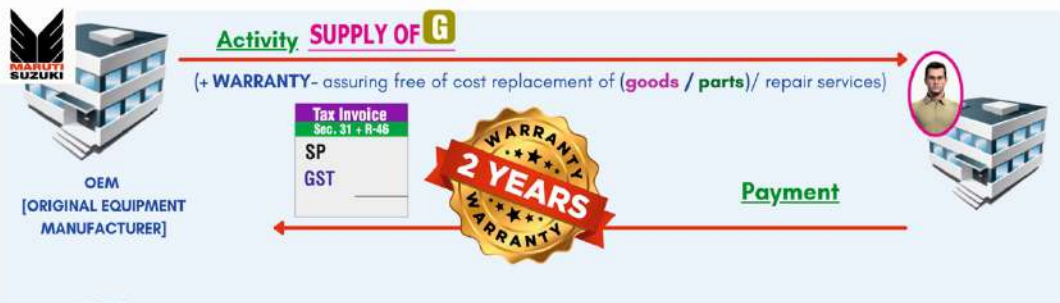 MARUTI
SUZUKI
Activity SUPPLY OF G
(+ WARRANTY- assuring free of cost replacement of (goods / parts)/ repair services)
Tax Invoice
Sec. 31 + R-46
SP
GST
WARRANTY
2 YEARS
WARRANTY
OEM
[ORIGINAL EQUIPMENT
MANUFACTURER]
Payment